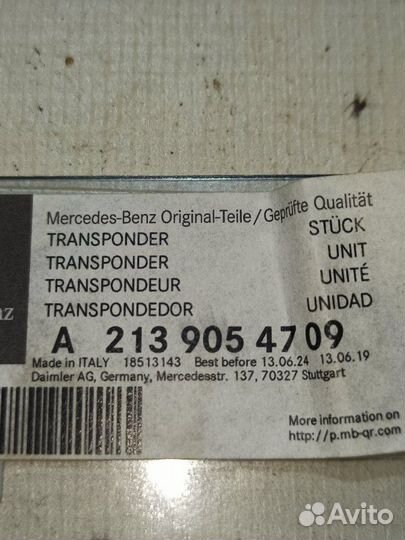 Mercedes-Benz Original-Teile/Geprüfte Qualität
TRANSPONDER STÜCK
TRANSPONDER UNIT
TRANSPONDEUR UNITÉ
TRANSPONDEDOR UNIDAD
nz
A 213 905 47 09
Made in ITALY 18513143 Best before 13.06.24 13.06.19
Daimler AG, Germany, Mercedesstr. 137, 70327 Stuttgart
More information on
http://p.mb-qr.com
Avito